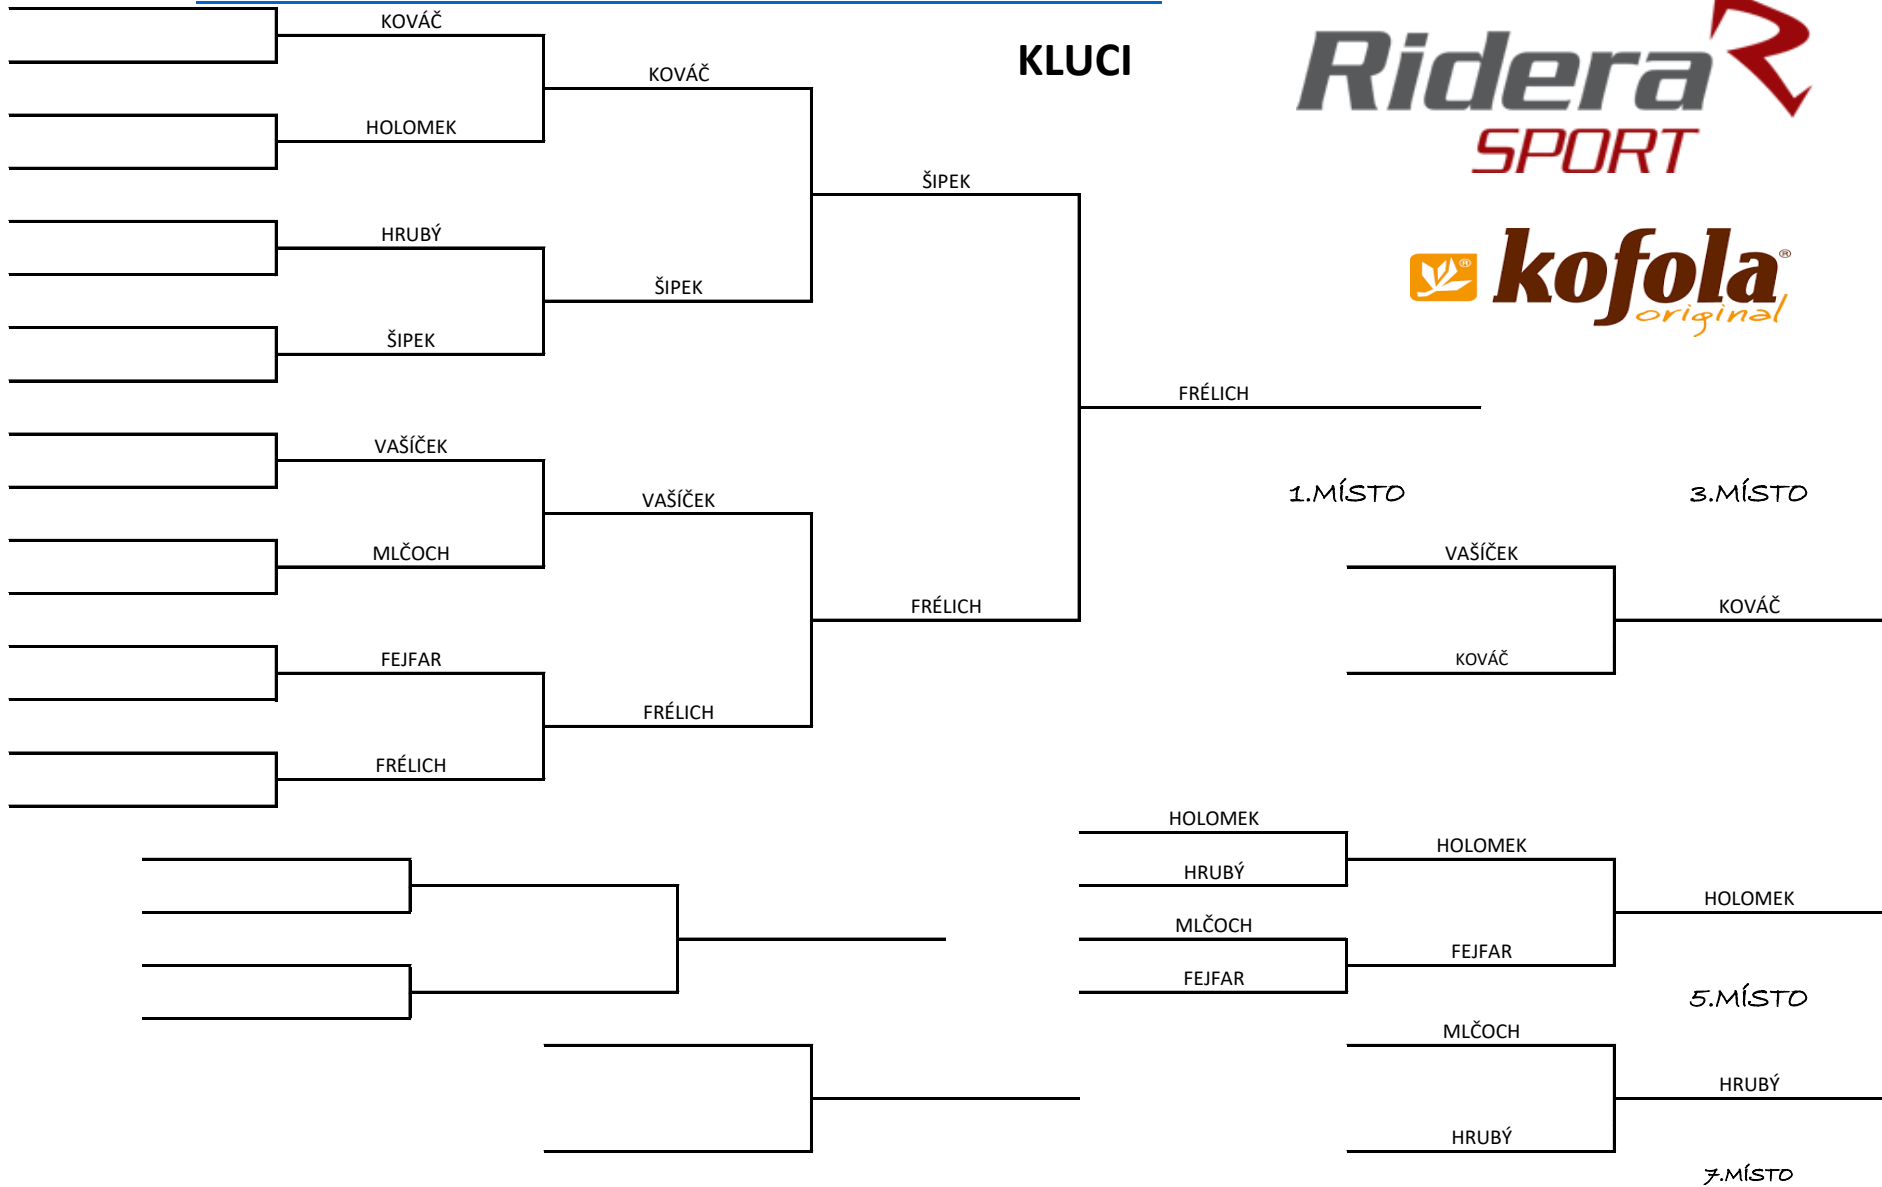 KOVÁČ
KLUCI
Ridera
SPORT
KOVÁČ
HOLOMEK
ŠIPEK
HRUBÝ
kofola®
original
ŠIPEK
ŠIPEK
FRÉLICH
VAŠÍČEK
VAŠÍČEK
1.MÍSTO
3.MÍSTO
MLČOCH
VAŠÍČEK
FRÉLICH
KOVÁČ
FEJFAR
KOVÁČ
FRÉLICH
FRÉLICH
HOLOMEK
HOLOMEK
HRUBÝ
HOLOMEK
MLČOCH
FEJFAR
FEJFAR
5.MÍSTO
MLČOCH
HRUBÝ
HRUBÝ
7.MÍSTO